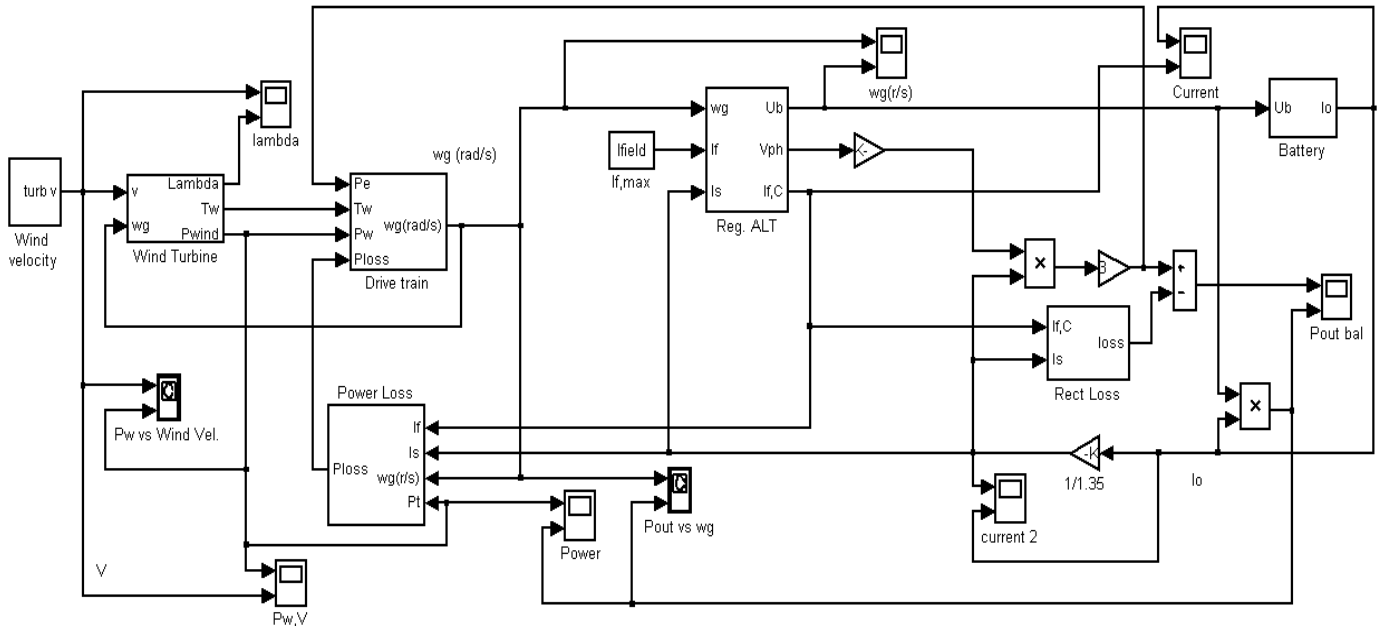 turb v
Wind
velocity
lambda
v
wg
Lambda
Tw
Pwind
Wind Turbine
wg (rad/s)
Pe
Tw
Pw
Ploss
wg(rad/s)
Drive train
Ifield
If,max
wg
If
Is
Ub
Vph
If,C
Reg. ALT
K-
wg(r/s)
Current
Ub
Io
Battery
×
3
+
-
Pout bal
If,C
Is
loss
Rect Loss
×
Pw vs Wind Vel.
Power Loss
If
Is
wg(r/s)
Pt
Ploss
-K
1/1.35
Io
Pout vs wg
Power
current 2
V
Pw,V